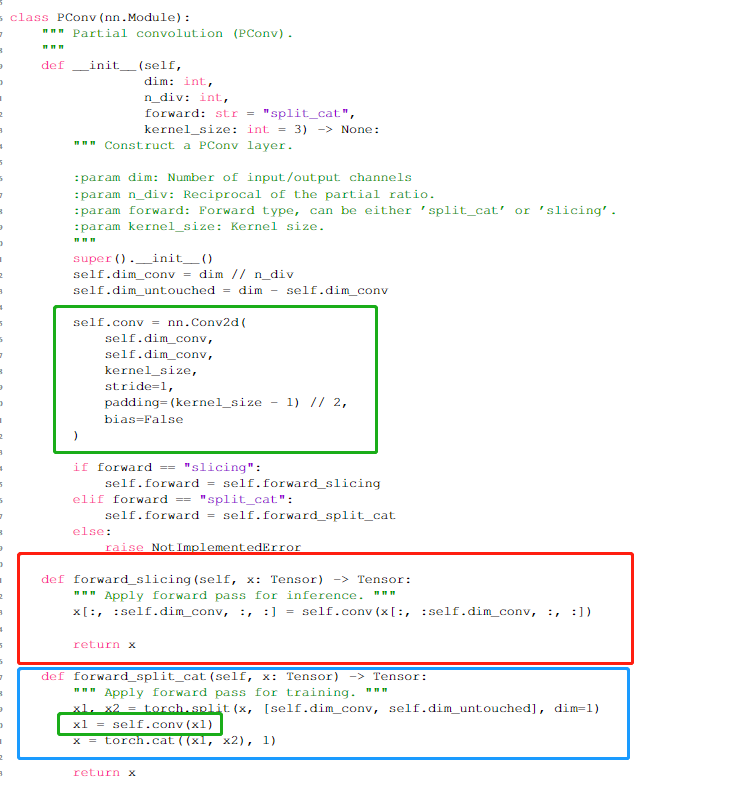 class PConv(nn.Module):
    """ Partial convolution (PConv).
    """
    def __init__(self,
                 dim: int,
                 n_div: int,
                 forward: str = "split_cat",
                 kernel_size: int = 3) -> None:
        """ Construct a PConv layer.

        :param dim: Number of input/output channels
        :param n_div: Reciprocal of the partial ratio.
        :param forward: Forward type, can be either ’split_cat’ or ’slicing’.
        :param kernel_size: Kernel size.
        """
        super().__init__()
        self.dim_conv = dim // n_div
        self.dim_untouched = dim - self.dim_conv

        self.conv = nn.Conv2d(
            self.dim_conv,
            self.dim_conv,
            kernel_size,
            stride=1,
            padding=(kernel_size - 1) // 2,
            bias=False
        )

        if forward == "slicing":
            self.forward = self.forward_slicing
        elif forward == "split_cat":
            self.forward = self.forward_split_cat
        else:
            raise NotImplementedError

    def forward_slicing(self, x: Tensor) -> Tensor:
        """ Apply forward pass for inference. """
        x[:, :self.dim_conv, :, :] = self.conv(x[:, :self.dim_conv, :, :])

        return x

    def forward_split_cat(self, x: Tensor) -> Tensor:
        """ Apply forward pass for training. """
        x1, x2 = torch.split(x, [self.dim_conv, self.dim_untouched], dim=1)
        x1 = self.conv(x1)
        x = torch.cat((x1, x2), 1)

        return x